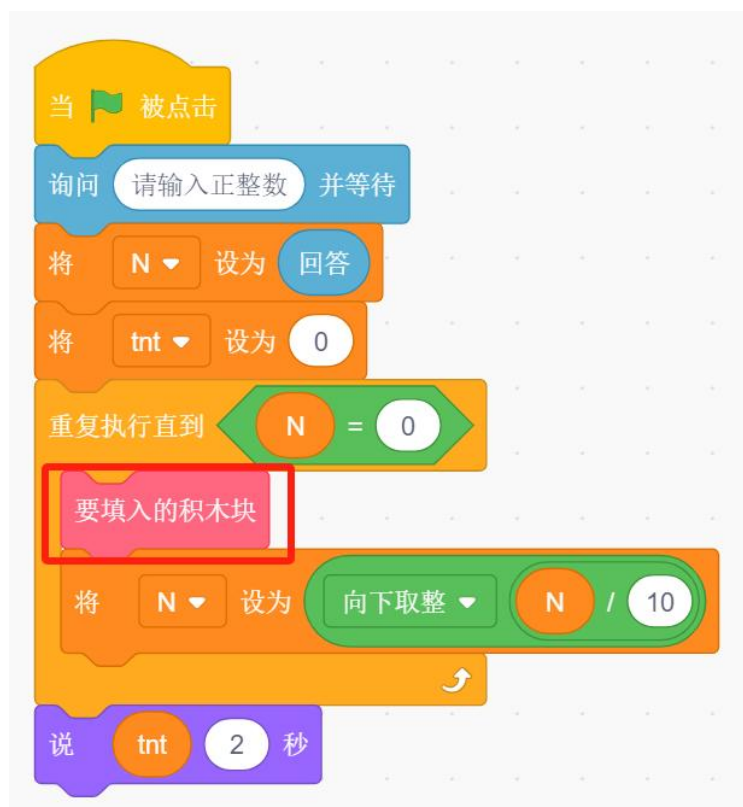 当 被点击
询问 请输入正整数 并等待
将 N 设为 回答
将 tnt 设为 0
重复执行直到 N = 0
要填入的积木块
将 N 设为 向下取整 N / 10
说 tnt 2 秒